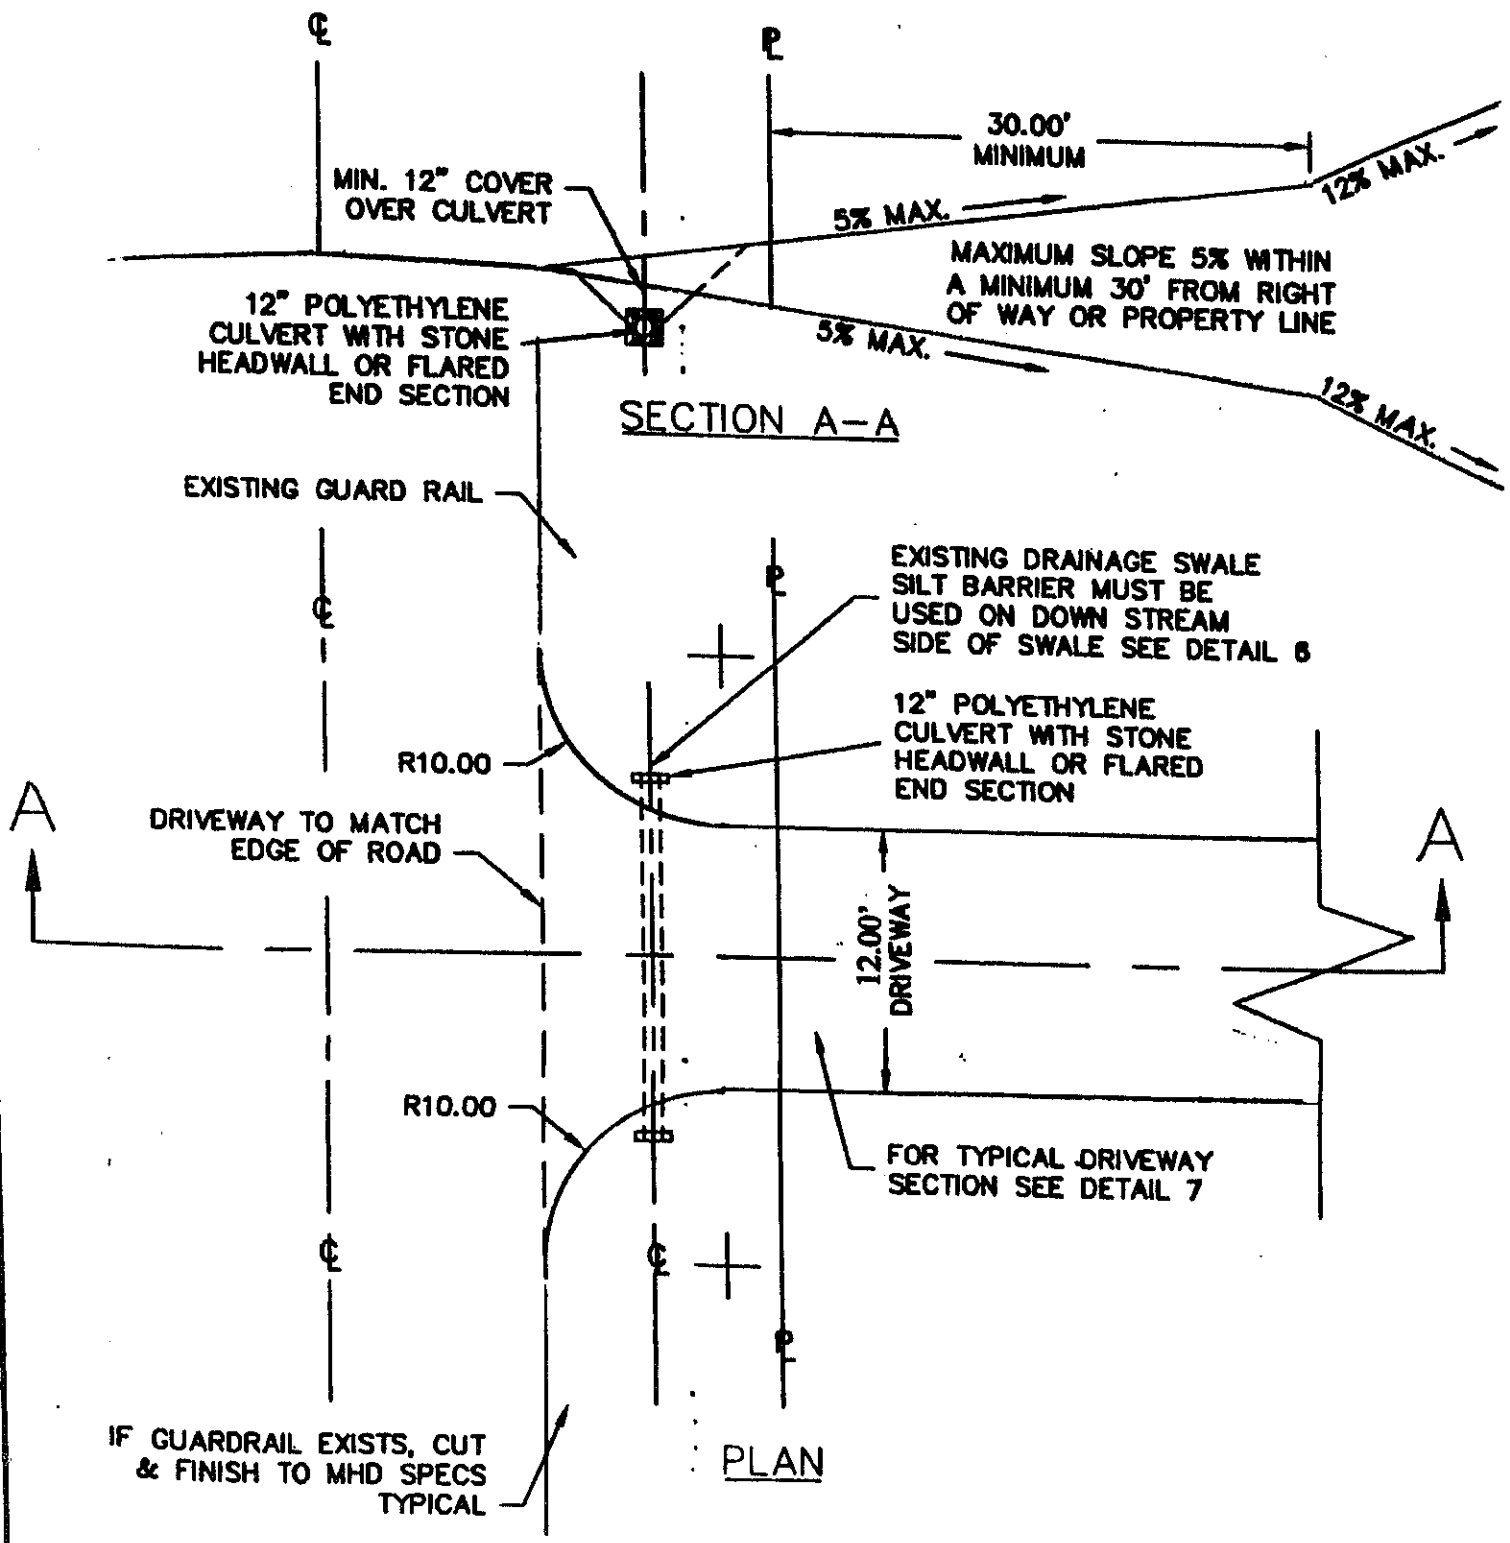 ℄
PL
30.00'
MINIMUM
MIN. 12" COVER
OVER CULVERT
5% MAX.
12% MAX.
MAXIMUM SLOPE 5% WITHIN
A MINIMUM 30' FROM RIGHT
OF WAY OR PROPERTY LINE
12" POLYETHYLENE
CULVERT WITH STONE
HEADWALL OR FLARED
END SECTION
5% MAX.
12% MAX.
SECTION A-A
EXISTING GUARD RAIL
℄
PL
EXISTING DRAINAGE SWALE
SILT BARRIER MUST BE
USED ON DOWN STREAM
SIDE OF SWALE SEE DETAIL 6
12" POLYETHYLENE
CULVERT WITH STONE
HEADWALL OR FLARED
END SECTION
R10.00
A
DRIVEWAY TO MATCH
EDGE OF ROAD
A
12.00'
DRIVEWAY
R10.00
FOR TYPICAL DRIVEWAY
SECTION SEE DETAIL 7
℄
℄
PL
IF GUARDRAIL EXISTS, CUT
& FINISH TO MHD SPECS
TYPICAL
PLAN